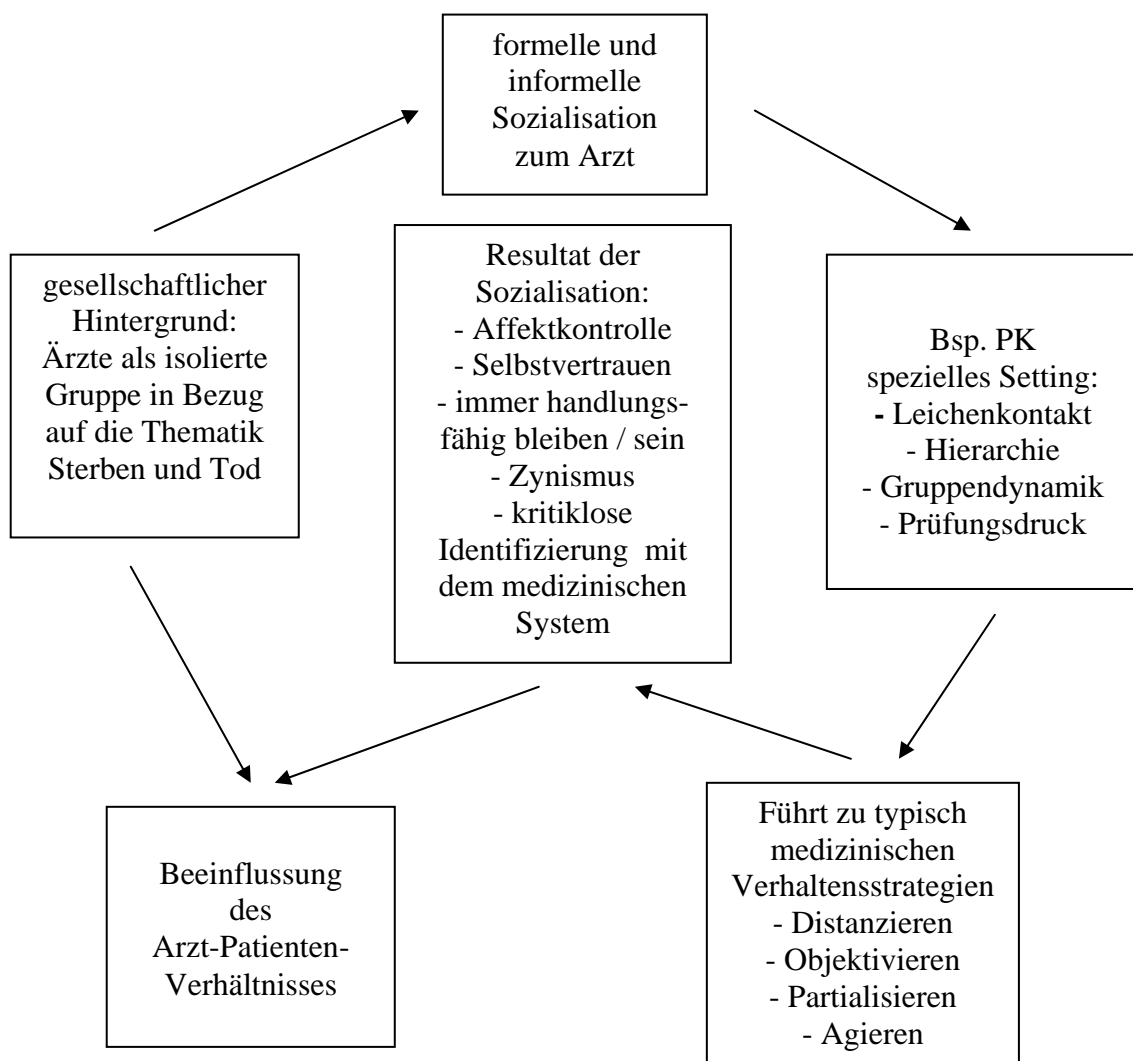 formelle und
informelle
Sozialisation
zum Arzt
gesellschaftlicher
Hintergrund:
Ärzte als isolierte
Gruppe in Bezug
auf die Thematik
Sterben und Tod
Resultat der
Sozialisation:
- Affektkontrolle
- Selbstvertrauen
- immer handlungs-
fähig bleiben / sein
- Zynismus
- kritiklose
Identifizierung mit
dem medizinischen
System
Bsp. PK
spezielles Setting:
- Leichenkontakt
- Hierarchie
- Gruppendynamik
- Prüfungsdruck
Beeinflussung
des
Arzt-Patienten-
Verhältnisses
Führt zu typisch
medizinischen
Verhaltensstrategien
- Distanzieren
- Objektivieren
- Partialisieren
- Agieren